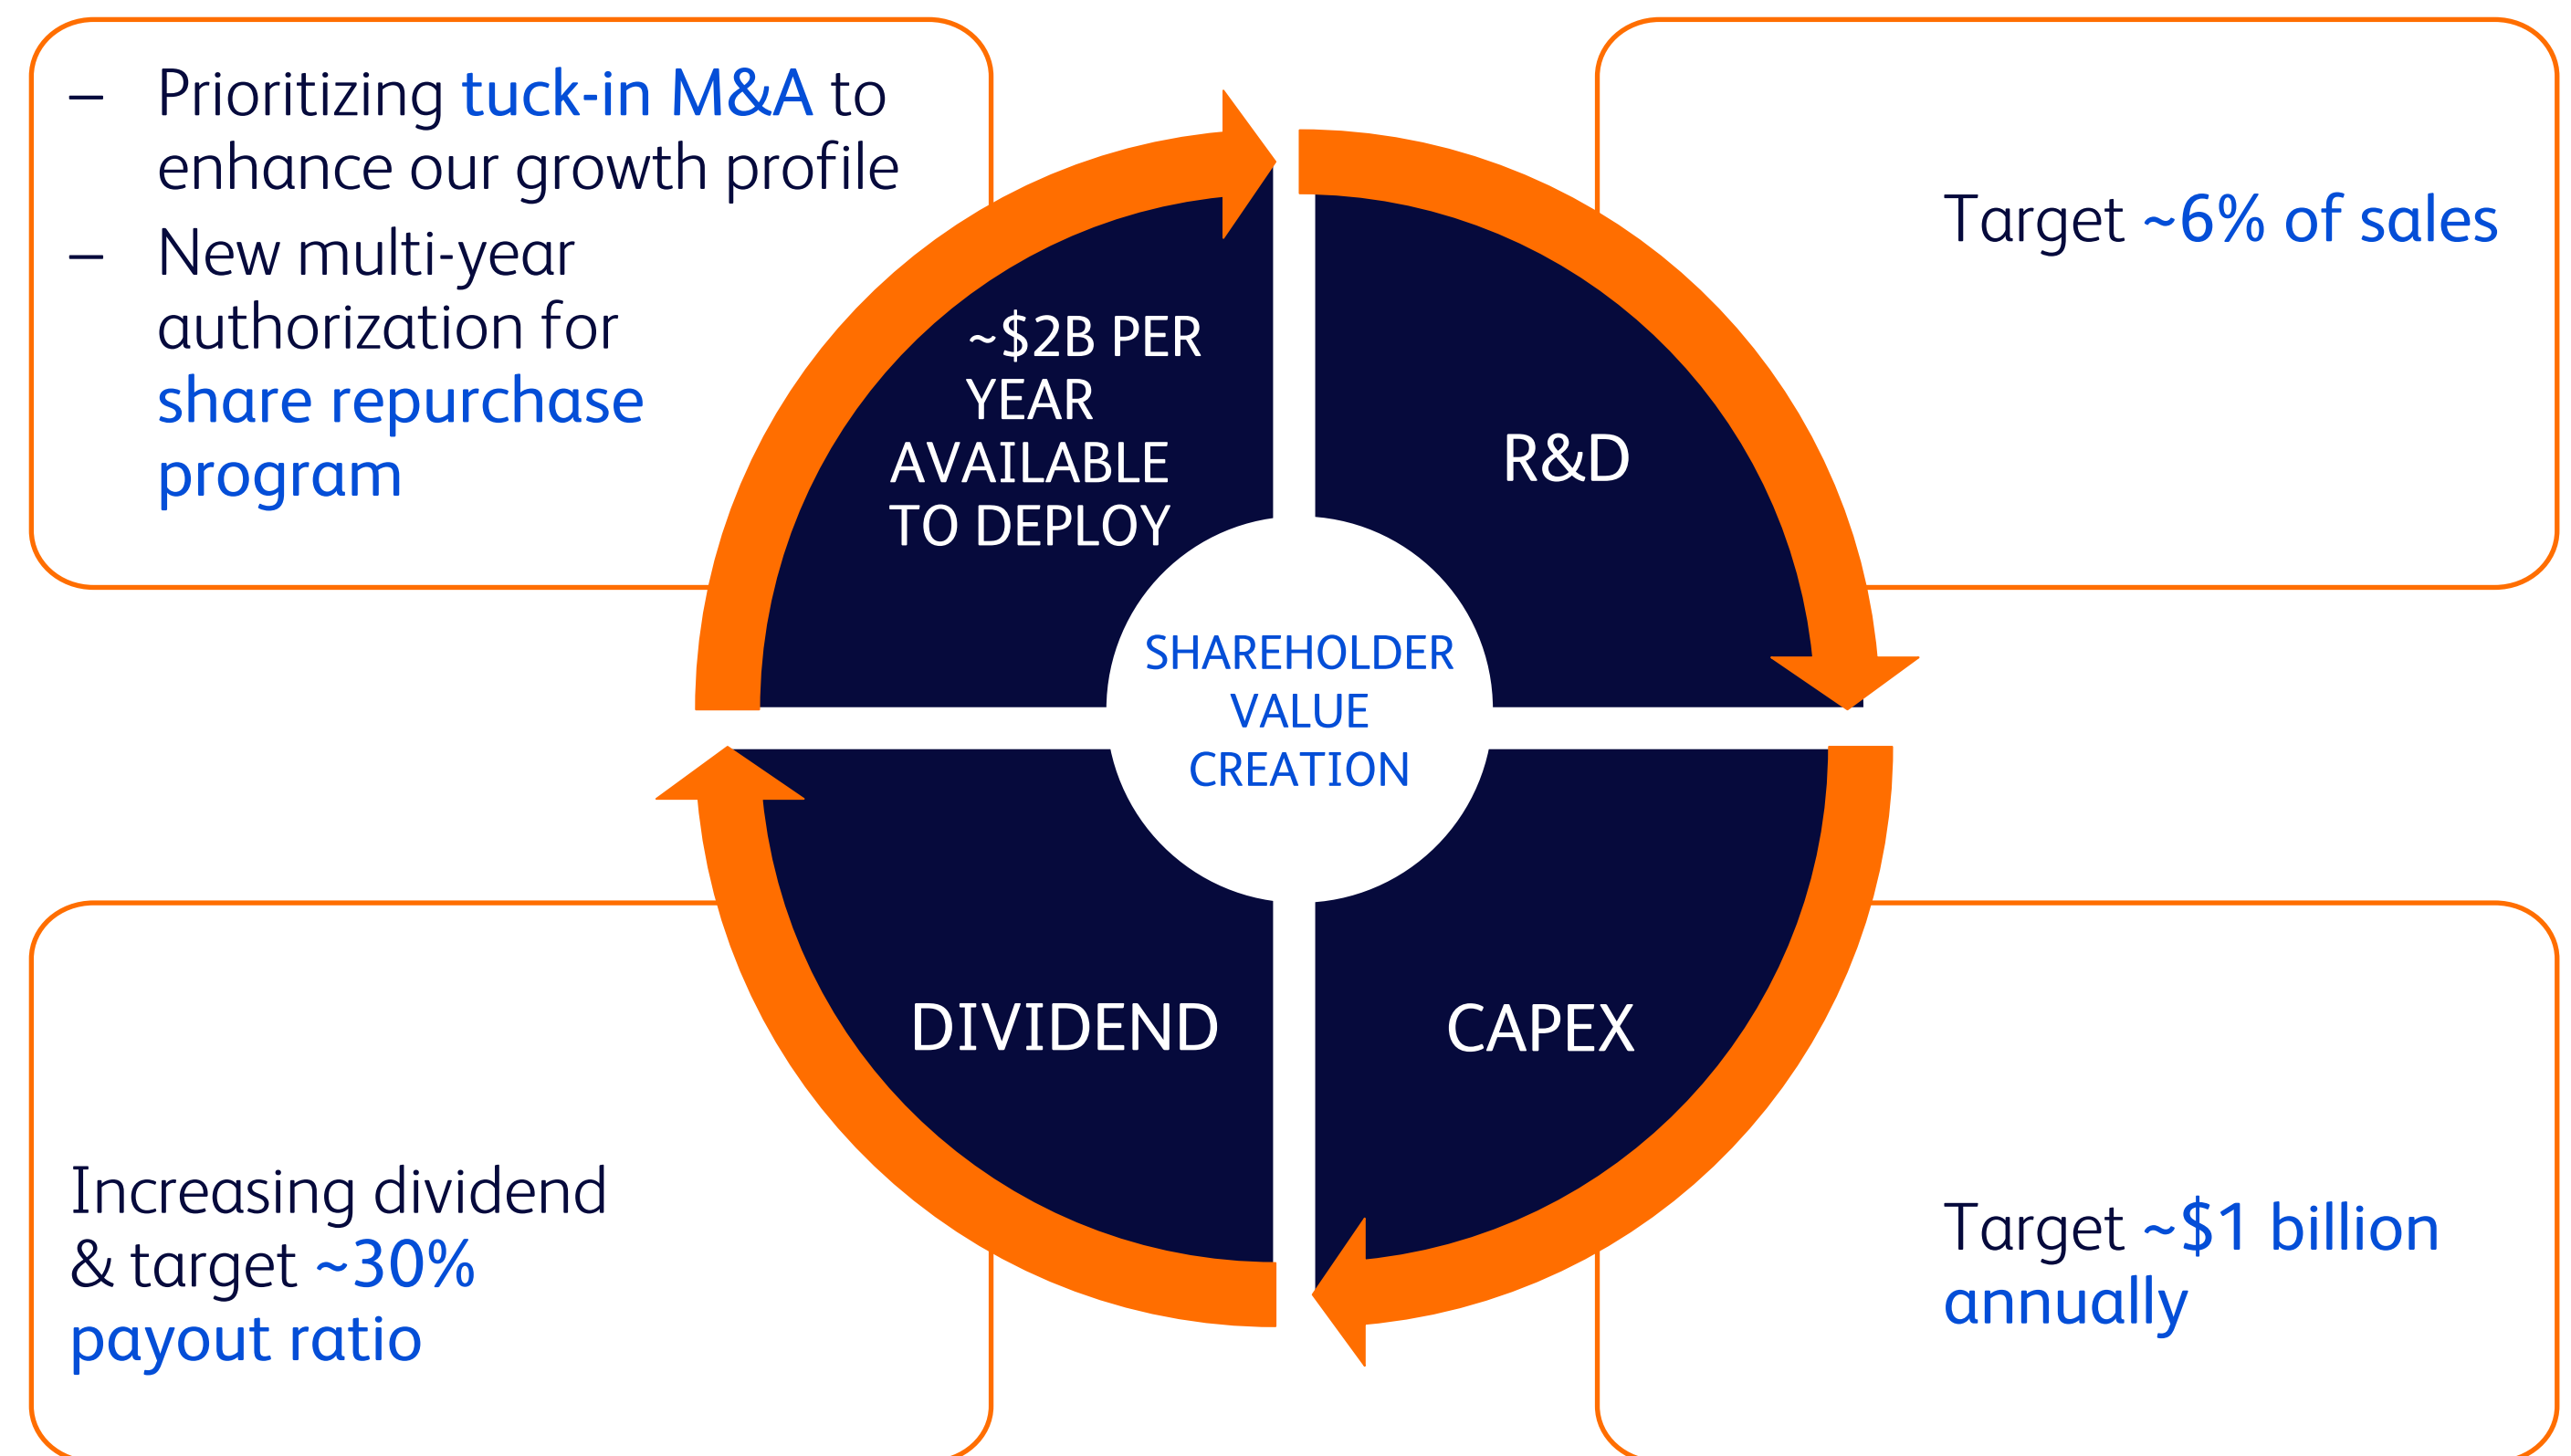 – Prioritizing tuck-in M&A to
enhance our growth profile
– New multi-year
authorization for
share repurchase
program
~$2B PER
YEAR
AVAILABLE
TO DEPLOY
R&D
Target ~6% of sales
SHAREHOLDER
VALUE
CREATION
DIVIDEND
Increasing dividend
& target ~30%
payout ratio
CAPEX
Target ~$1 billion
annually